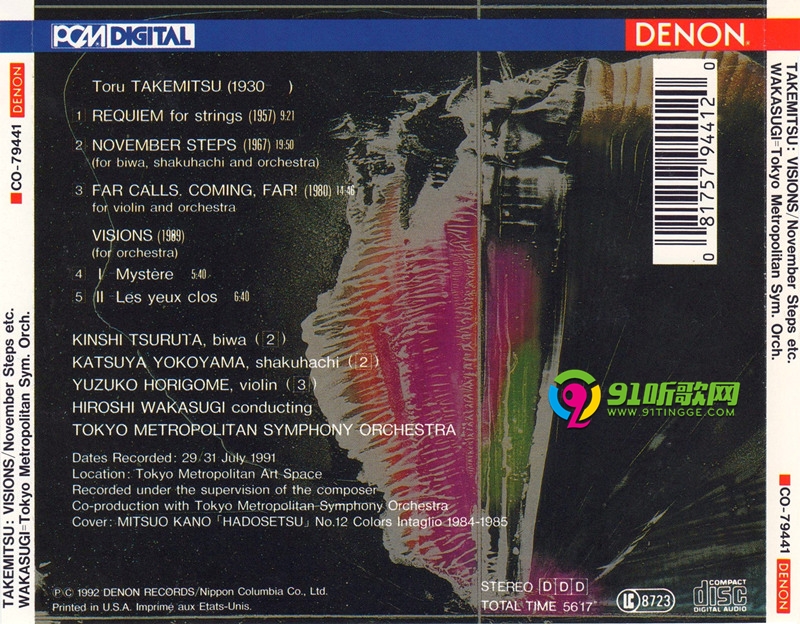 PCM DIGITAL
DENON
Toru TAKEMITSU (1930    )
1 REQUIEM for strings (1957) 9:21
2 NOVEMBER STEPS (1967) 19:50
(for biwa, shakuhachi and orchestra)
3 FAR CALLS. COMING, FAR! (1980) 14:46
for violin and orchestra
VISIONS (1989)
(for orchestra)
4 I Mystère 5:40
5 II Les yeux clos 6:40
KINSHI TSURUTA, biwa (2)
KATSUYA YOKOYAMA, shakuhachi (2)
YUZUKO HORIGOME, violin (3)
HIROSHI WAKASUGI conducting
TOKYO METROPOLITAN SYMPHONY ORCHESTRA
Dates Recorded: 29/31 July 1991
Location: Tokyo Metropolitan Art Space
Recorded under the supervision of the composer
Co-production with Tokyo Metropolitan Symphony Orchestra
Cover: MITSUO KANO「HADOSETSU」No.12 Colors Intaglio 1984-1985
Ⓟ© 1992 DENON RECORDS/Nippon Columbia Co., Ltd.
Printed in U.S.A. Imprimé aux Etats-Unis.
STEREO DDD
TOTAL TIME 56'17"
LC 8723
COMPACT
disc
DIGITAL AUDIO
0 81757 94412 0
91听歌网
WWW.91TINGGE.COM
TAKEMITSU: VISIONS/November Steps etc.
WAKASUGI=Tokyo Metropolitan Sym. Orch.
CO-79441 DENON
TAKEMITSU: VISIONS/November Steps etc.
WAKASUGI=Tokyo Metropolitan Sym. Orch.
CO-79441 DENON